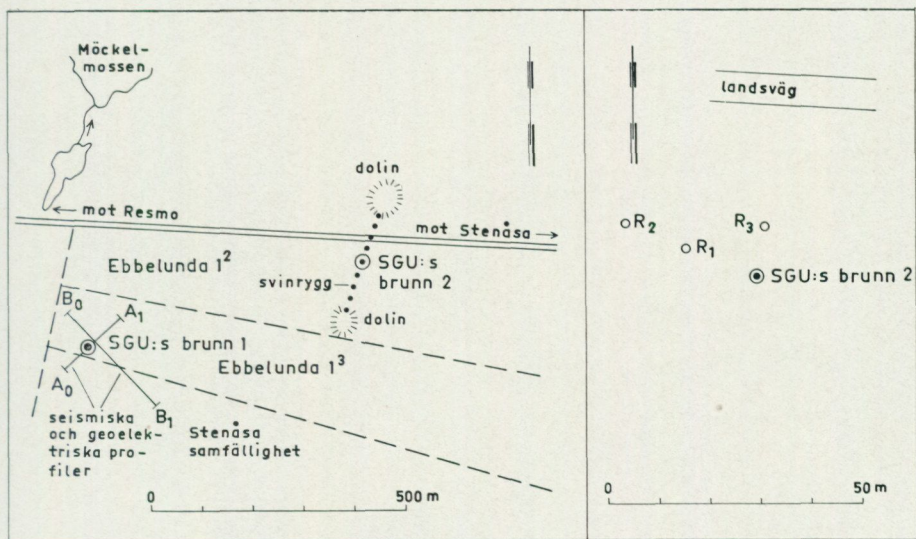 Möckel-
mossen
dolin
← mot Resmo
mot Stenåsa →
Ebbelunda 1²
SGU:s
brunn 2
svinrygg
B₀
A₁
dolin
SGU:s brunn 1
Ebbelunda 1³
A₀
B₁
seismiska
och geoelek-
triska pro-
filer
Stenåsa
samfällighet
0
500 m
landsväg
R₂
R₃
R₁
SGU:s brunn 2
0
50 m